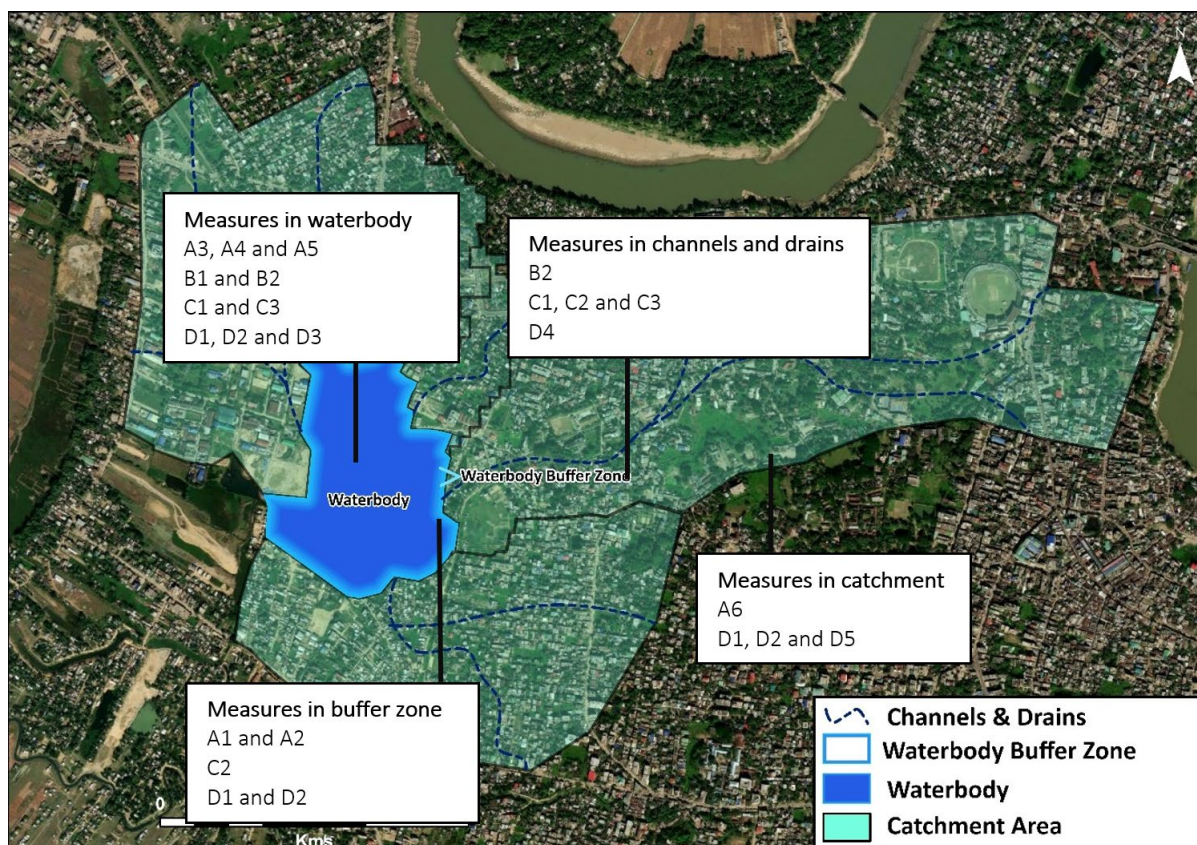 N
Measures in waterbody
A3, A4 and A5
B1 and B2
C1 and C3
D1, D2 and D3
Measures in channels and drains
B2
C1, C2 and C3
D4
Waterbody Buffer Zone
Waterbody
Measures in catchment
A6
D1, D2 and D5
Measures in buffer zone
A1 and A2
C2
D1 and D2
0
Kms
Channels & Drains
Waterbody Buffer Zone
Waterbody
Catchment Area